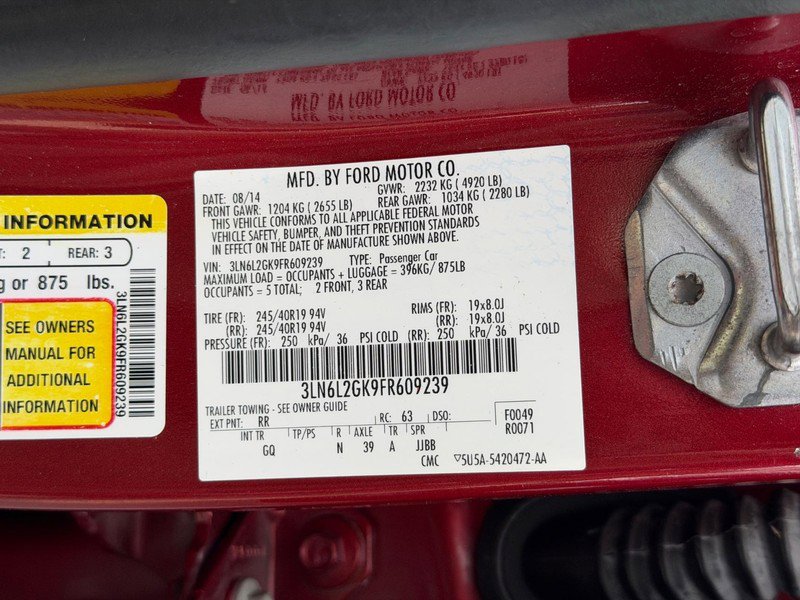 MFD. BY FORD MOTOR CO.
DATE: 08/14 GVWR: 2232 KG ( 4920 LB)
FRONT GAWR: 1204 KG ( 2655 LB) REAR GAWR: 1034 KG ( 2280 LB)
THIS VEHICLE CONFORMS TO ALL APPLICABLE FEDERAL MOTOR
VEHICLE SAFETY, BUMPER, AND THEFT PREVENTION STANDARDS
IN EFFECT ON THE DATE OF MANUFACTURE SHOWN ABOVE.
VIN: 3LN6L2GK9FR609239 TYPE: Passenger Car
MAXIMUM LOAD = OCCUPANTS + LUGGAGE = 396KG/ 875LB
OCCUPANTS = 5 TOTAL; 2 FRONT, 3 REAR
TIRE (FR): 245/40R19 94V RIMS (FR): 19x8.0J
(RR): 245/40R19 94V (RR): 19x8.0J
PRESSURE (FR): 250 kPa/ 36 PSI COLD (RR): 250 kPa/ 36 PSI COLD
3LN6L2GK9FR609239
TRAILER TOWING - SEE OWNER GUIDE
EXT PNT: RR RC: 63 DSO: F0049
R0071
INT TR TP/PS R AXLE TR SPR
GQ N 39 A JJBB
CMC ▽5U5A-5420472-AA
INFORMATION
: 2 REAR: 3
or 875 lbs.
SEE OWNERS
MANUAL FOR
ADDITIONAL
INFORMATION
3LN6L2GK9FR609239